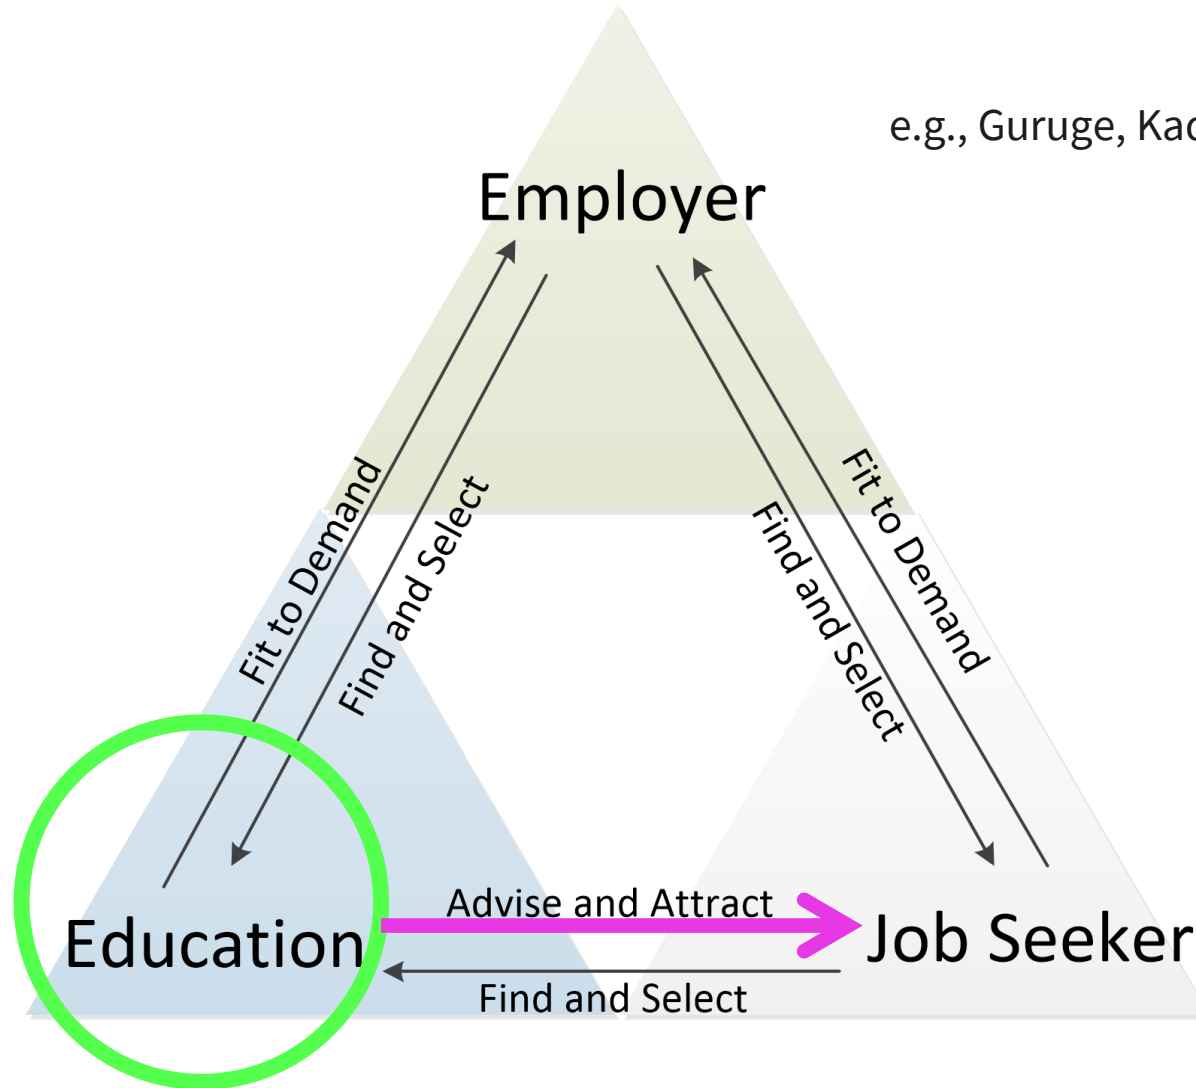 e.g., Guruge, 
Employer
Fit to Demand
Find and Select
Find and Select
Fit to Demand
Advise and Attract
Education
Job Seeker
Find and Select